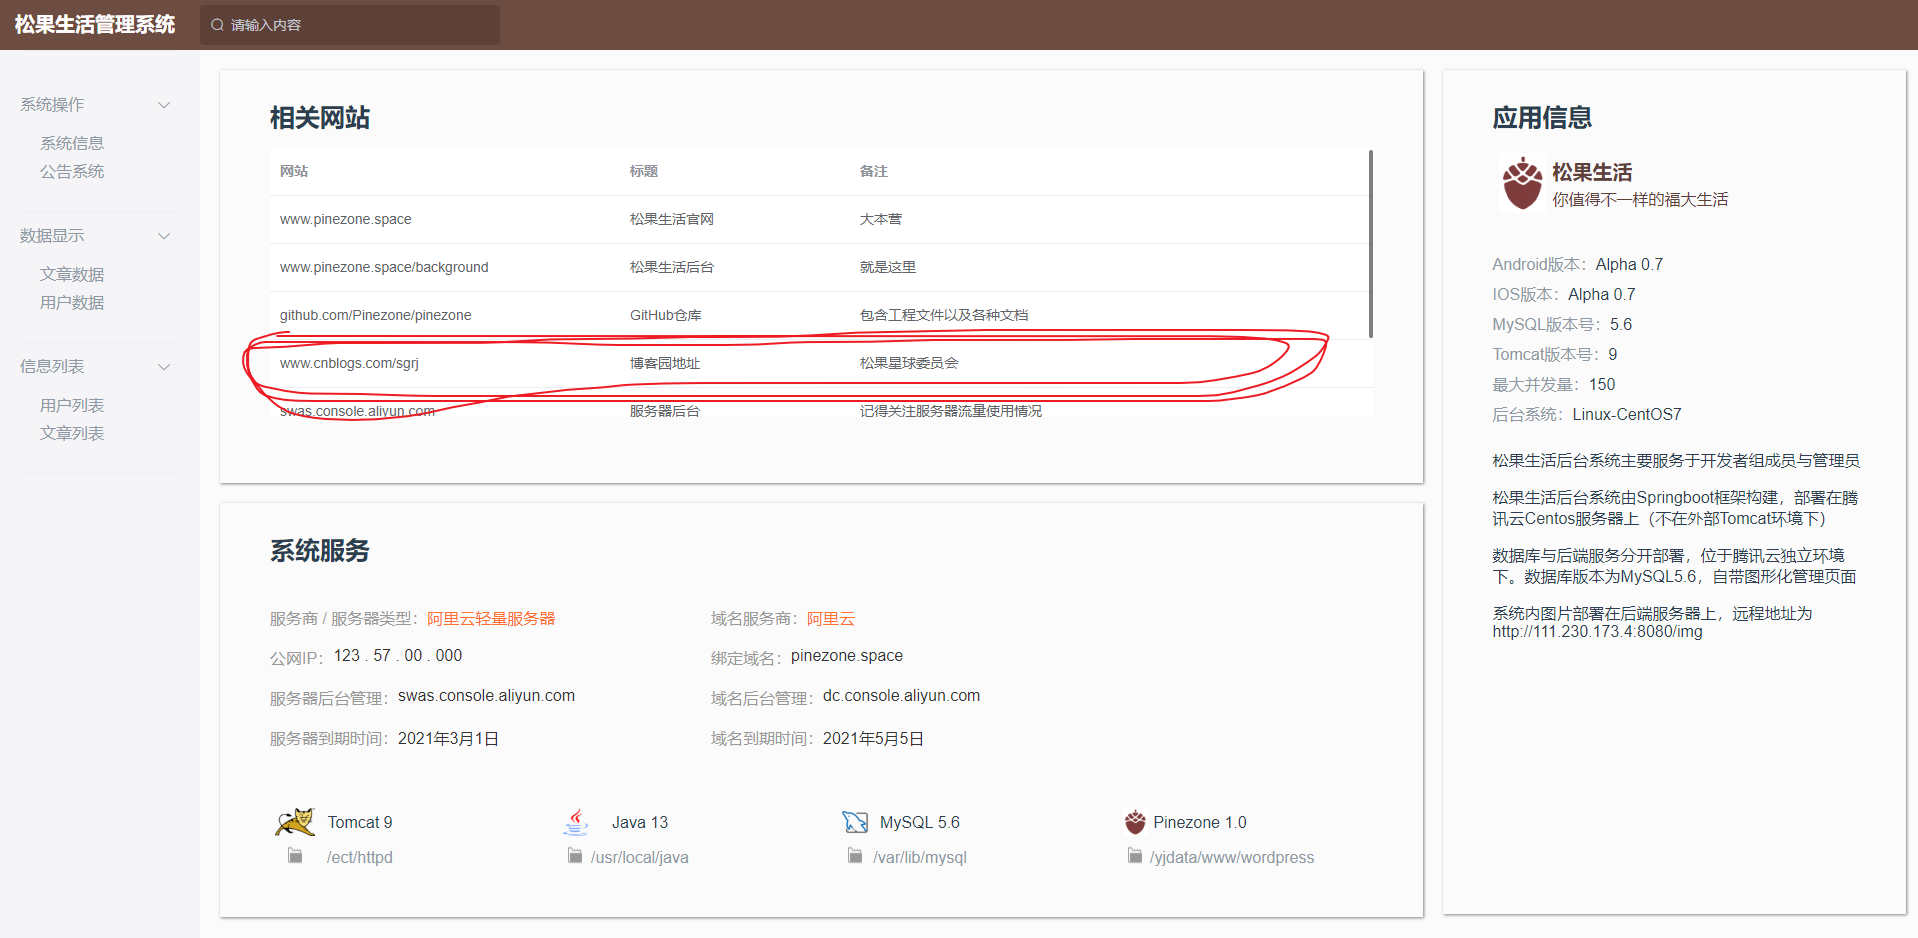 松果生活管理系统
请输入内容
系统操作
系统信息
公告系统
数据显示
文章数据
用户数据
信息列表
用户列表
文章列表
相关网站
网站 标题 备注
www.pinezone.space 松果生活官网 大本营
www.pinezone.space/background 松果生活后台 就是这里
github.com/Pinezone/pinezone GitHub仓库 包含工程文件以及各种文档
www.cnblogs.com/sgrj 博客园地址 松果星球委员会
swas.console.aliyun.com 服务器后台 记得关注服务器流量使用情况
系统服务
服务商 / 服务器类型：阿里云轻量服务器 域名服务商：阿里云
公网IP：123 . 57 . 00 . 000 绑定域名：pinezone.space
服务器后台管理：swas.console.aliyun.com 域名后台管理：dc.console.aliyun.com
服务器到期时间：2021年3月1日 域名到期时间：2021年5月5日
Tomcat 9 Java 13 MySQL 5.6 Pinezone 1.0
/ect/httpd /usr/local/java /var/lib/mysql /yjdata/www/wordpress
应用信息
松果生活
你值得不一样的福大生活
Android版本：Alpha 0.7
IOS版本：Alpha 0.7
MySQL版本号：5.6
Tomcat版本号：9
最大并发量：150
后台系统：Linux-CentOS7
松果生活后台系统主要服务于开发者组成员与管理员
松果生活后台系统由Springboot框架构建，部署在腾
讯云Centos服务器上（不在外部Tomcat环境下）
数据库与后端服务分开部署，位于腾讯云独立环境
下。数据库版本为MySQL5.6，自带图形化管理页面
系统内图片部署在后端服务器上，远程地址为
http://111.230.173.4:8080/img